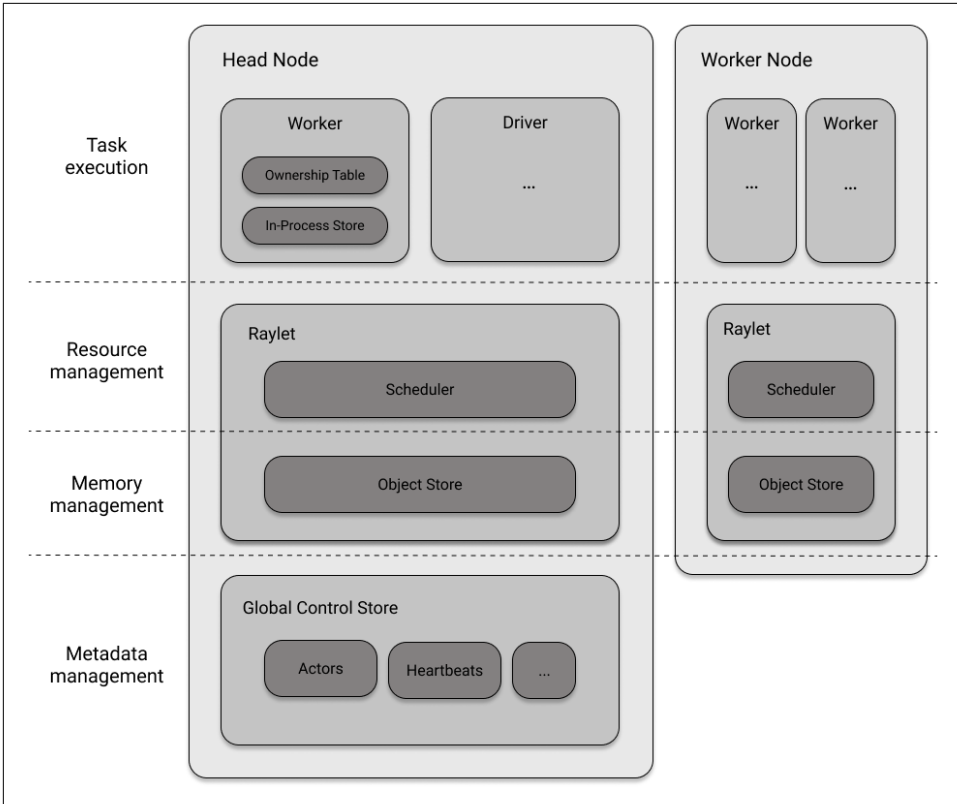 Head Node
Worker Node
Task
execution
Worker
Ownership Table
In-Process Store
Driver
...
Worker
...
Worker
...
Resource
management
Raylet
Scheduler
Raylet
Scheduler
Memory
management
Object Store
Object Store
Metadata
management
Global Control Store
Actors
Heartbeats
...